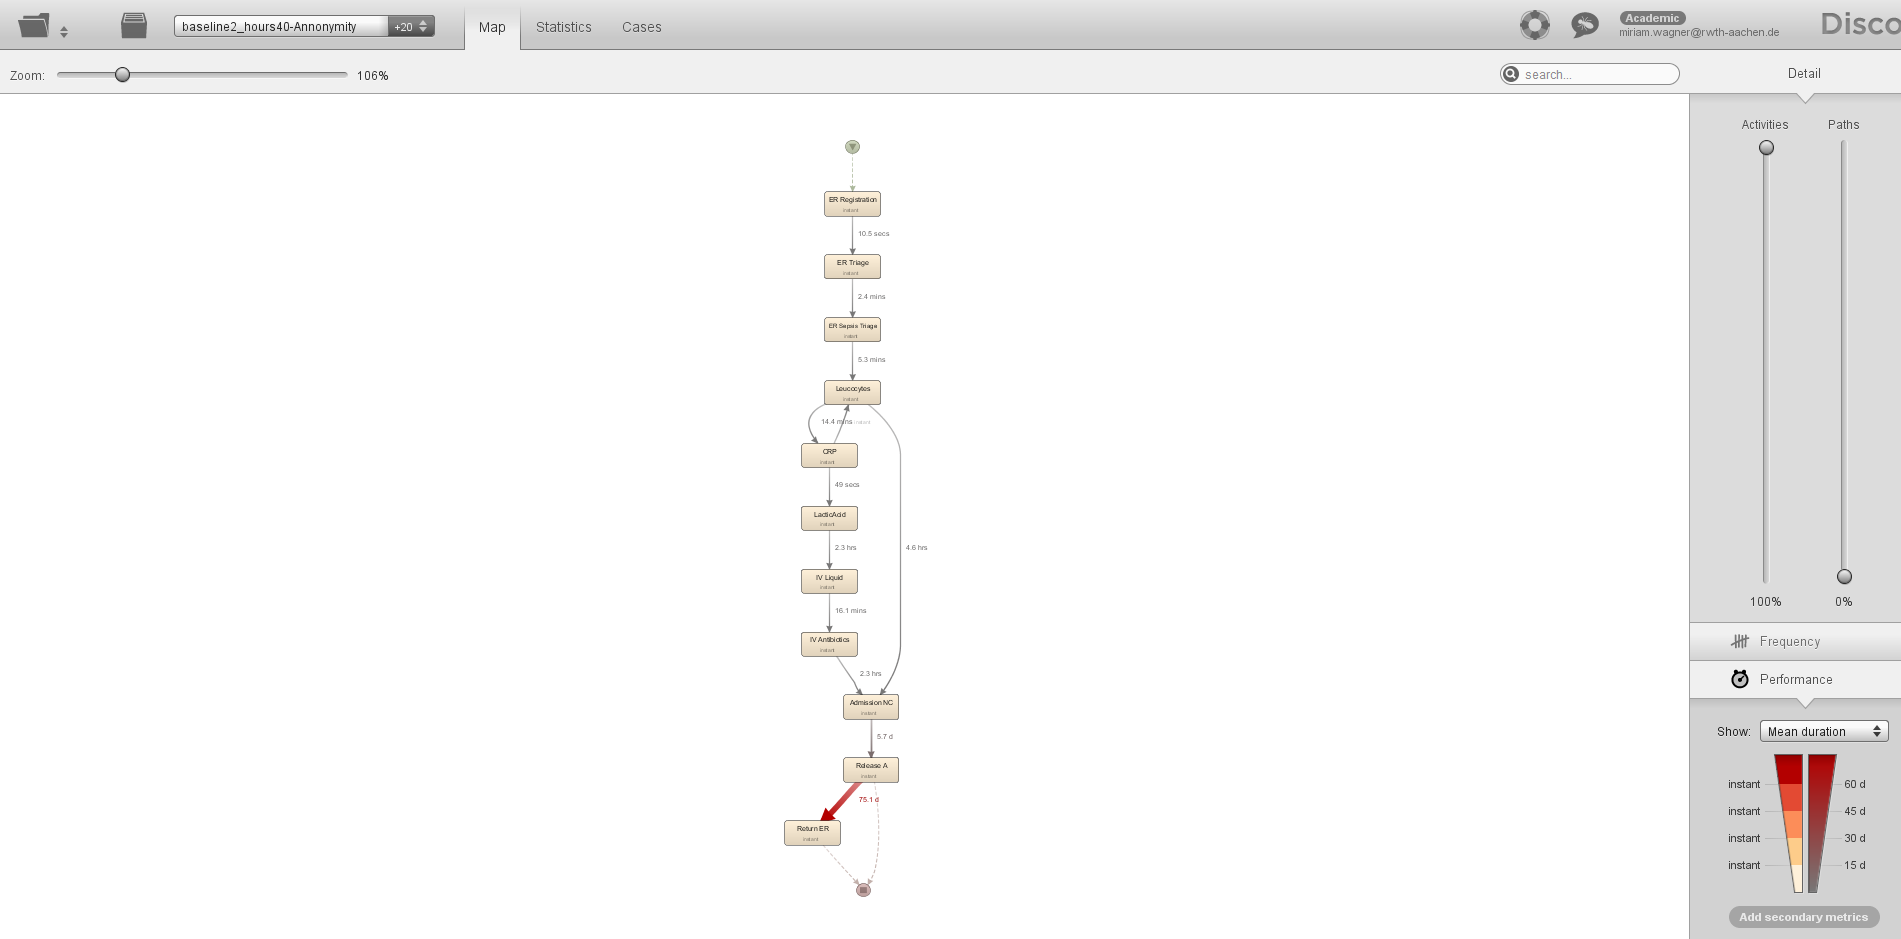 baseline2_hours40-Annonymity
+20
Map
Statistics
Cases
Academic
miriam.wagner@rwth-aachen.de
Disco
Zoom:
106%
search...
Detail
ER Registration
instant
10.5 secs
ER Triage
instant
2.4 mins
ER Sepsis Triage
instant
5.3 mins
Leucocytes
instant
14.4 mins
instant
CRP
instant
49 secs
LacticAcid
instant
2.3 hrs
4.6 hrs
IV Liquid
instant
16.1 mins
IV Antibiotics
instant
2.3 hrs
Admission NC
instant
5.7 d
Release A
instant
75.1 d
Return ER
instant
Activities
Paths
100%
0%
Frequency
Performance
Show:
Mean duration
instant
60 d
instant
45 d
instant
30 d
instant
15 d
Add secondary metrics